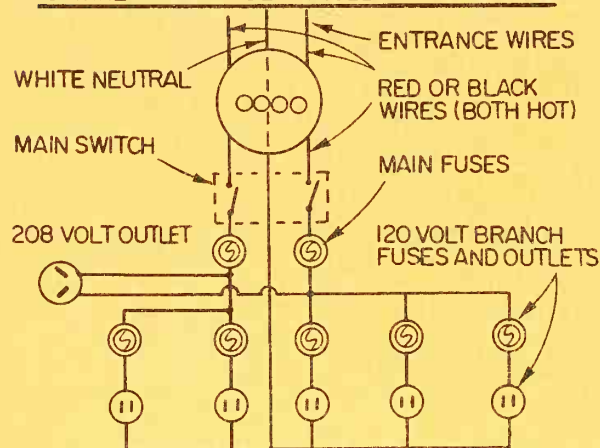 ENTRANCE WIRES
WHITE NEUTRAL
RED OR BLACK
WIRES (BOTH HOT)
MAIN SWITCH
MAIN FUSES
208 VOLT OUTLET
120 VOLT BRANCH
FUSES AND OUTLETS